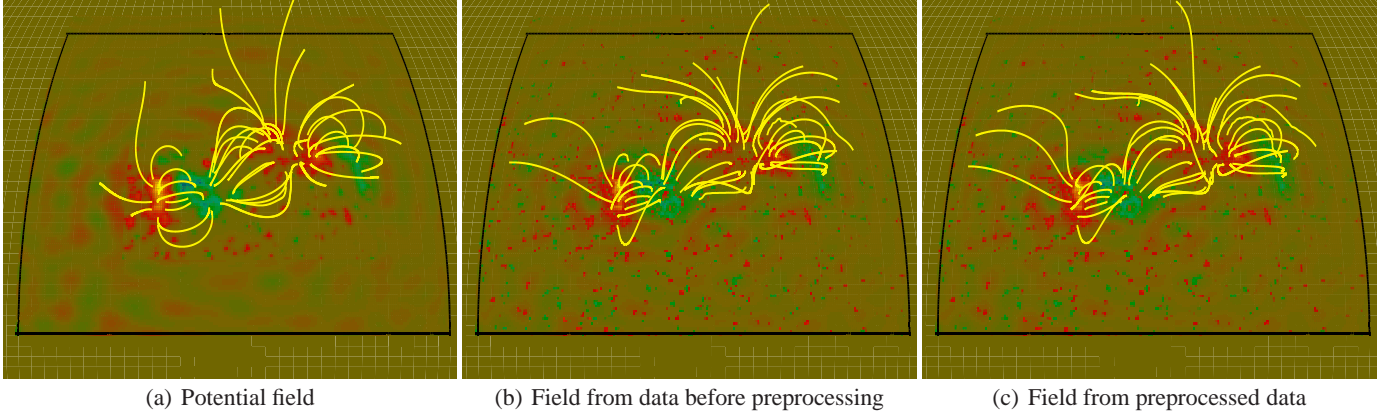 (a) Potential field
(b) Field from data before preprocessing
(c) Field from preprocessed data